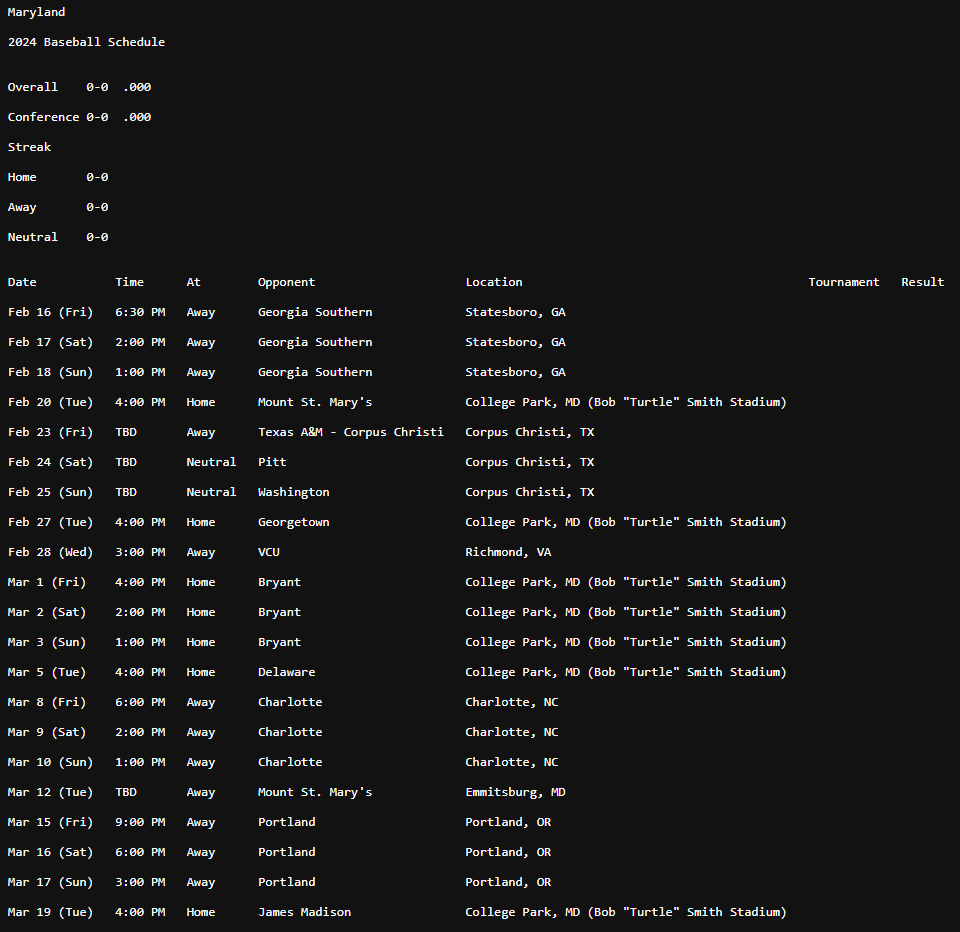 Maryland
2024 Baseball Schedule
Overall    0-0  .000
Conference 0-0  .000
Streak
Home       0-0
Away       0-0
Neutral    0-0
Date           Time      At        Opponent                     Location                                        Tournament   Result
Feb 16 (Fri)   6:30 PM   Away      Georgia Southern             Statesboro, GA
Feb 17 (Sat)   2:00 PM   Away      Georgia Southern             Statesboro, GA
Feb 18 (Sun)   1:00 PM   Away      Georgia Southern             Statesboro, GA
Feb 20 (Tue)   4:00 PM   Home      Mount St. Mary's             College Park, MD (Bob "Turtle" Smith Stadium)
Feb 23 (Fri)   TBD       Away      Texas A&M - Corpus Christi   Corpus Christi, TX
Feb 24 (Sat)   TBD       Neutral   Pitt                         Corpus Christi, TX
Feb 25 (Sun)   TBD       Neutral   Washington                   Corpus Christi, TX
Feb 27 (Tue)   4:00 PM   Home      Georgetown                   College Park, MD (Bob "Turtle" Smith Stadium)
Feb 28 (Wed)   3:00 PM   Away      VCU                          Richmond, VA
Mar 1 (Fri)    4:00 PM   Home      Bryant                       College Park, MD (Bob "Turtle" Smith Stadium)
Mar 2 (Sat)    2:00 PM   Home      Bryant                       College Park, MD (Bob "Turtle" Smith Stadium)
Mar 3 (Sun)    1:00 PM   Home      Bryant                       College Park, MD (Bob "Turtle" Smith Stadium)
Mar 5 (Tue)    4:00 PM   Home      Delaware                     College Park, MD (Bob "Turtle" Smith Stadium)
Mar 8 (Fri)    6:00 PM   Away      Charlotte                    Charlotte, NC
Mar 9 (Sat)    2:00 PM   Away      Charlotte                    Charlotte, NC
Mar 10 (Sun)   1:00 PM   Away      Charlotte                    Charlotte, NC
Mar 12 (Tue)   TBD       Away      Mount St. Mary's             Emmitsburg, MD
Mar 15 (Fri)   9:00 PM   Away      Portland                     Portland, OR
Mar 16 (Sat)   6:00 PM   Away      Portland                     Portland, OR
Mar 17 (Sun)   3:00 PM   Away      Portland                     Portland, OR
Mar 19 (Tue)   4:00 PM   Home      James Madison                College Park, MD (Bob "Turtle" Smith Stadium)